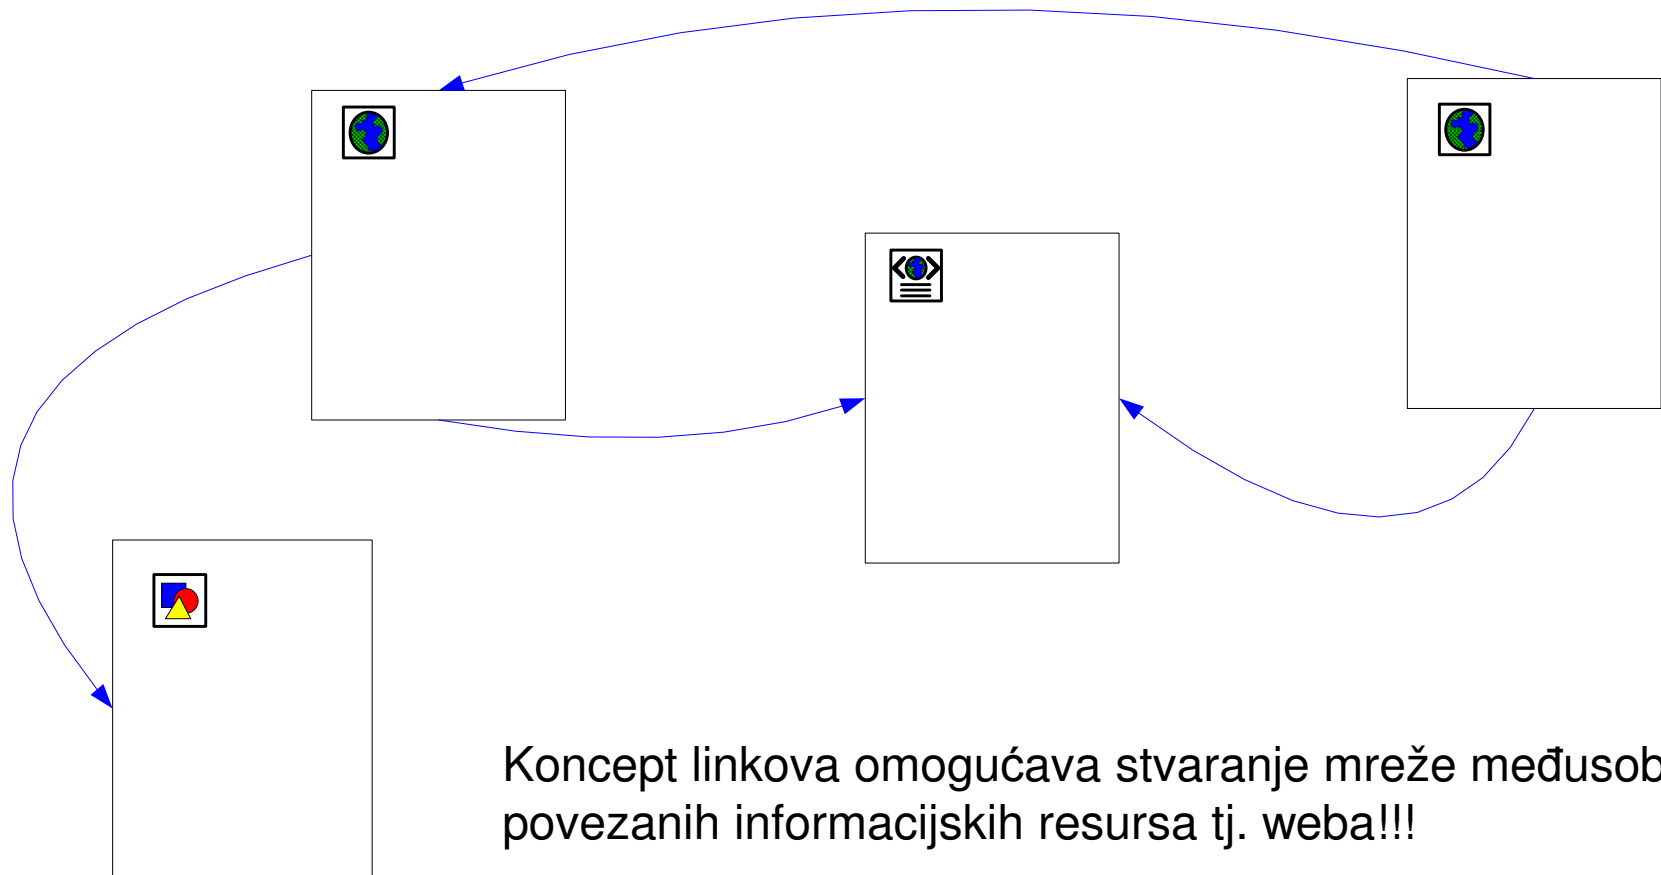 Koncept linkova omogućava stvaranje mreže međusob
povezanih informacijskih resursa tj. weba!!!